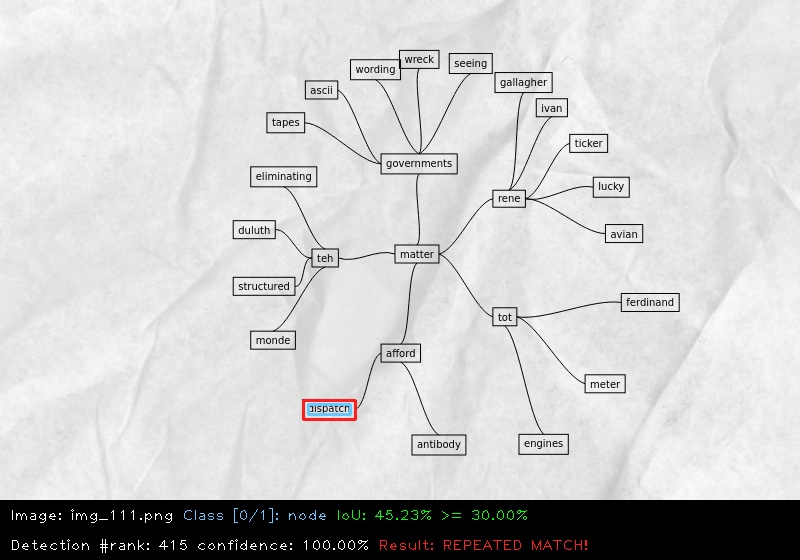 wreck
wording
seeing
gallagher
ascii
ivan
tapes
ticker
governments
eliminating
lucky
rene
duluth
avian
matter
teh
structured
ferdinand
tot
monde
afford
meter
dispatch
antibody
engines
Image: img_111.png Class [0/1]: node IoU: 45.23% >= 30.00%
Detection #rank: 415 confidence: 100.00% Result: REPEATED MATCH!